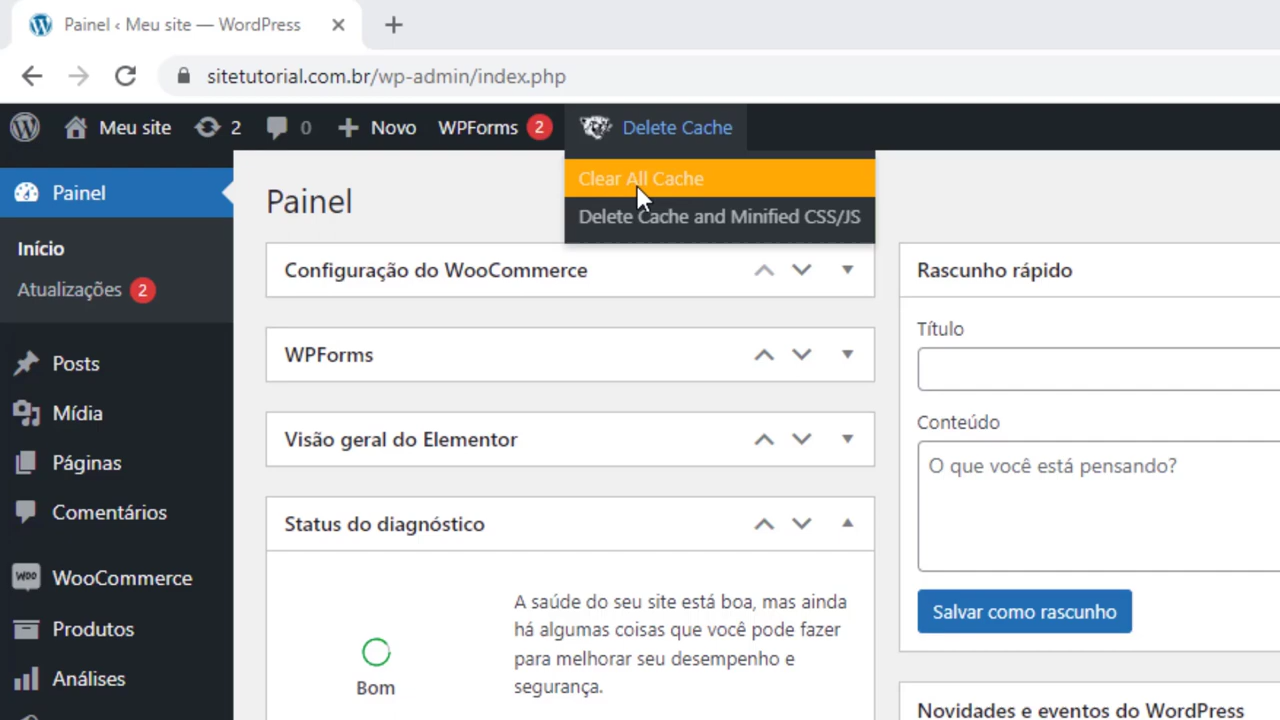 Painel ‹ Meu site — WordPress
sitetutorial.com.br/wp-admin/index.php
Meu site 2 0 Novo WPForms 2 Delete Cache
Clear All Cache
Delete Cache and Minified CSS/JS
Painel
Início
Atualizações 2
Posts
Mídia
Páginas
Comentários
WOO WooCommerce
Produtos
Análises
Painel
Configuração do WooCommerce
WPForms
Visão geral do Elementor
Status do diagnóstico
Bom
A saúde do seu site está boa, mas ainda
há algumas coisas que você pode fazer
para melhorar seu desempenho e
segurança.
Rascunho rápido
Título
Conteúdo
O que você está pensando?
Salvar como rascunho
Novidades e eventos do WordPress